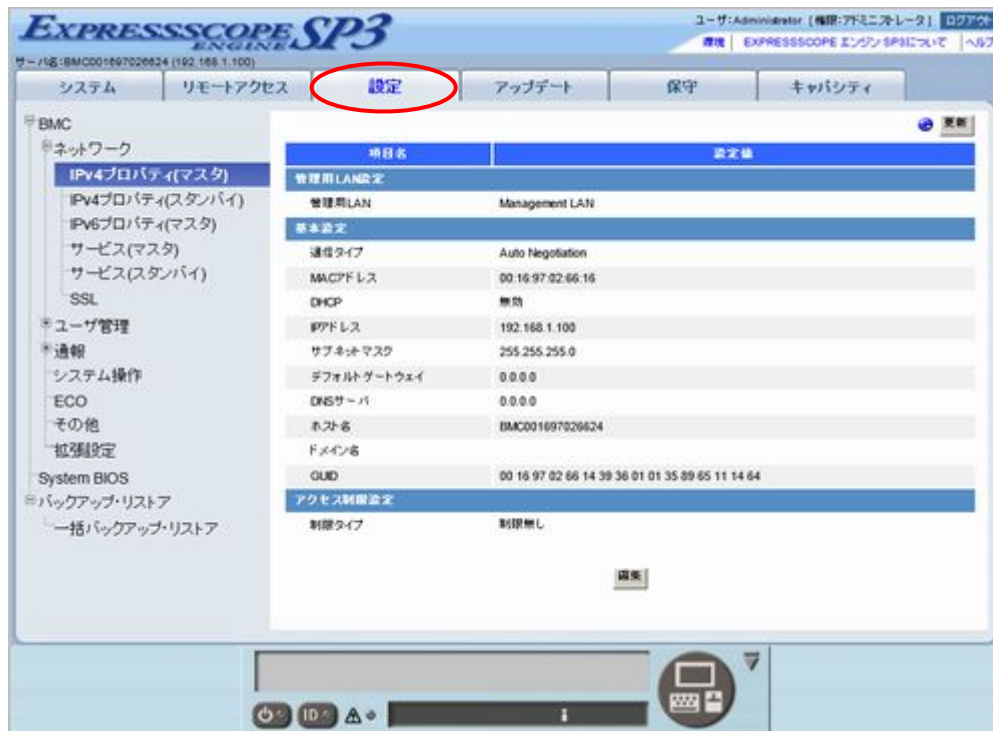 EXPRESSSCOPE ENGINE SP3
ユーザ:Administrator [権限:アドミニストレータ] ログアウト
環境 EXPRESSSCOPE エンジン SP3について ヘルプ
サーバ名:BMC001697026624 (192.168.1.100)
システム リモートアクセス 設定 アップデート 保守 キャパシティ
更新
BMC
ネットワーク
IPv4プロパティ(マスタ)
IPv4プロパティ(スタンバイ)
IPv6プロパティ(マスタ)
サービス(マスタ)
サービス(スタンバイ)
SSL
ユーザ管理
通報
システム操作
ECO
その他
拡張設定
System BIOS
バックアップ・リストア
一括バックアップ・リストア
項目名 設定値
管理用LAN設定
管理用LAN Management LAN
基本設定
通信タイプ Auto Negotiation
MACアドレス 00:16:97:02:66:16
DHCP 無効
IPアドレス 192.168.1.100
サブネットマスク 255.255.255.0
デフォルトゲートウェイ 0.0.0.0
DNSサーバ 0.0.0.0
ホスト名 BMC001697026624
ドメイン名
GUID 00 16 97 02 66 14 39 36 01 01 35 89 65 11 14 64
アクセス制限設定
制限タイプ 制限無し
編集
ID